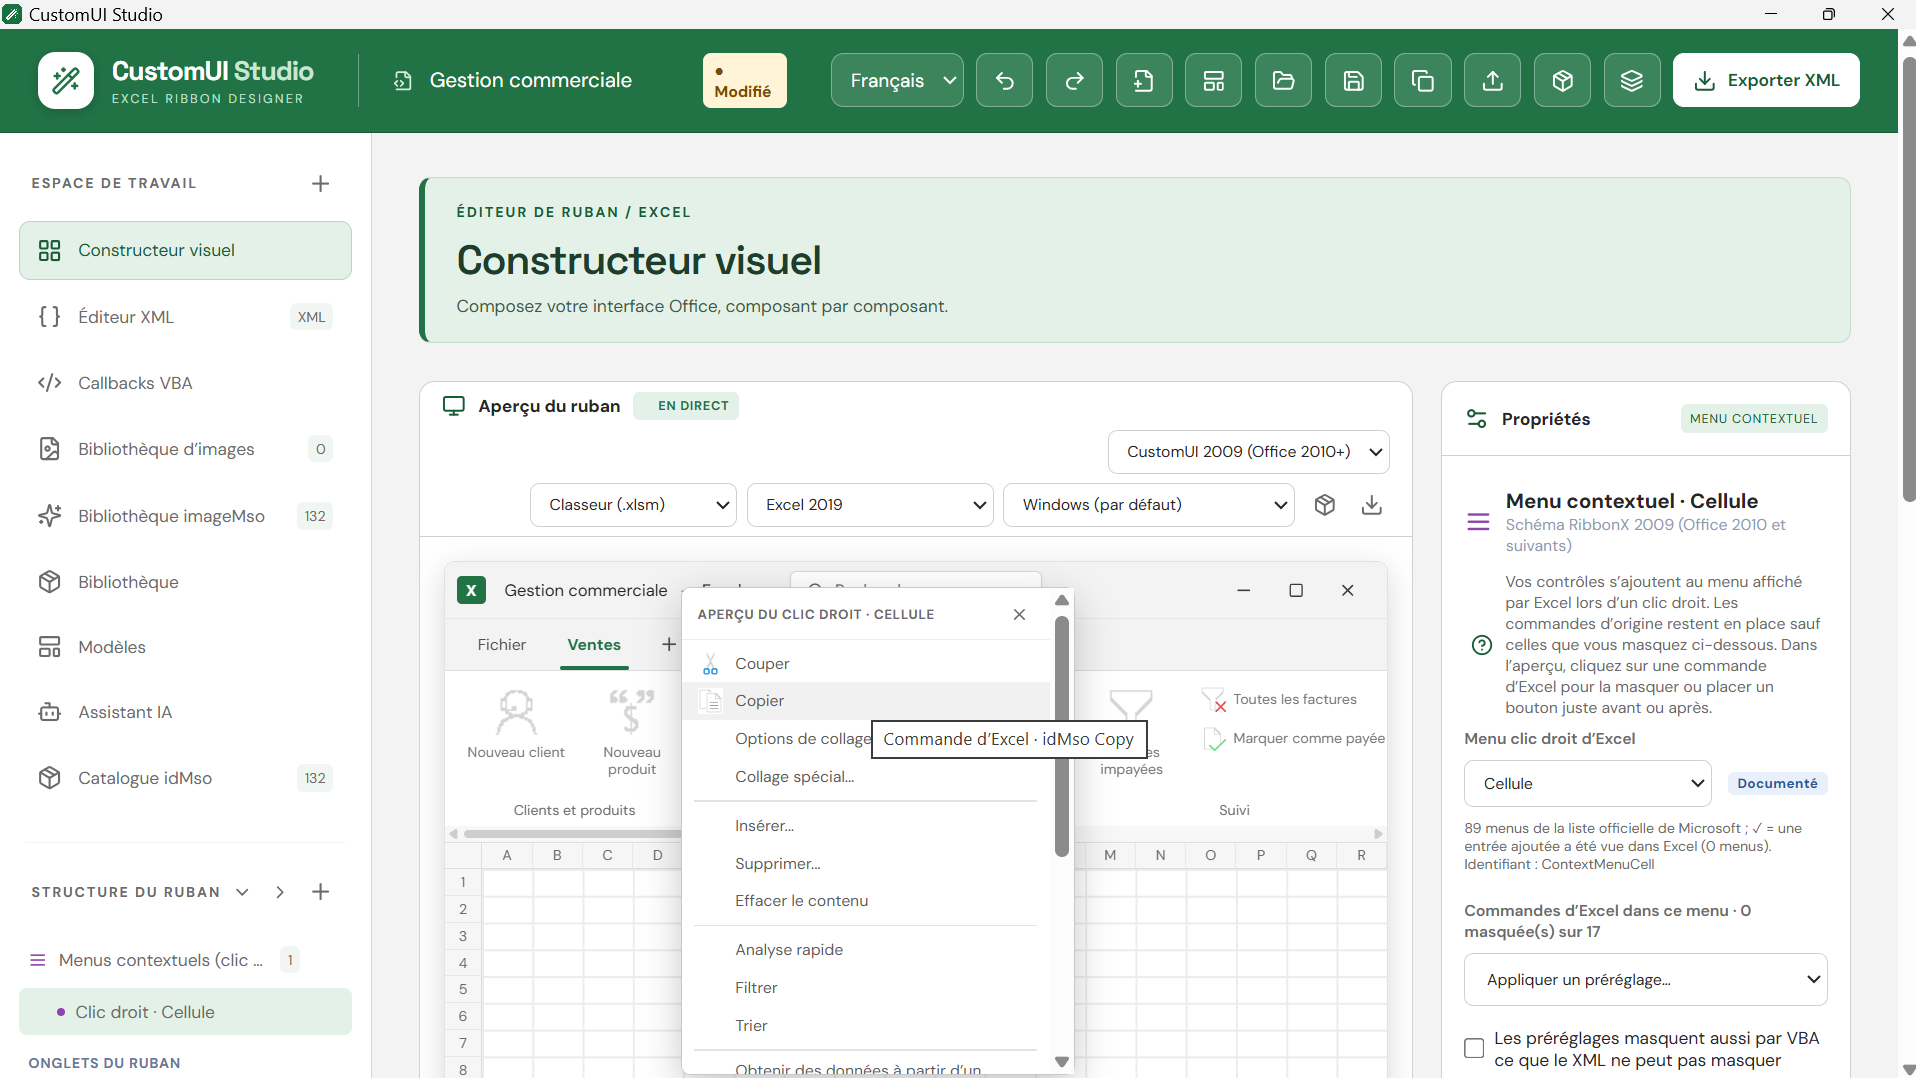 CustomUI Studio
CustomUI Studio
EXCEL RIBBON DESIGNER
Gestion commerciale
• Modifié
Français
Exporter XML
ESPACE DE TRAVAIL
Constructeur visuel
Éditeur XML
XML
Callbacks VBA
Bibliothèque d’images
0
Bibliothèque imageMso
132
Bibliothèque
Modèles
Assistant IA
Catalogue idMso
132
STRUCTURE DU RUBAN
Menus contextuels (clic ...
1
Clic droit · Cellule
ONGLETS DU RUBAN
ÉDITEUR DE RUBAN / EXCEL
Constructeur visuel
Composez votre interface Office, composant par composant.
Aperçu du ruban
EN DIRECT
CustomUI 2009 (Office 2010+)
Classeur (.xlsm)
Excel 2019
Windows (par défaut)
X
Gestion commerciale
Fichier
Ventes
Nouveau client
Nouveau
produit
Clients et produits
impayées
Toutes les factures
Marquer comme payée
Suivi
A B C D M N O P Q R
1
2
3
4
5
6
7
8
APERÇU DU CLIC DROIT · CELLULE
Couper
Copier
Options de collage
Commande d’Excel · idMso Copy
Collage spécial...
Insérer...
Supprimer...
Effacer le contenu
Analyse rapide
Filtrer
Trier
Obtenir des données à partir d’un
Propriétés
MENU CONTEXTUEL
Menu contextuel · Cellule
Schéma RibbonX 2009 (Office 2010 et
suivants)
Vos contrôles s’ajoutent au menu affiché
par Excel lors d’un clic droit. Les
commandes d’origine restent en place sauf
celles que vous masquez ci-dessous. Dans
l’aperçu, cliquez sur une commande
d’Excel pour la masquer ou placer un
bouton juste avant ou après.
Menu clic droit d’Excel
Cellule
Documenté
89 menus de la liste officielle de Microsoft ; ✓ = une
entrée ajoutée a été vue dans Excel (0 menus).
Identifiant : ContextMenuCell
Commandes d’Excel dans ce menu · 0
masquée(s) sur 17
Appliquer un préréglage...
Les préréglages masquent aussi par VBA
ce que le XML ne peut pas masquer